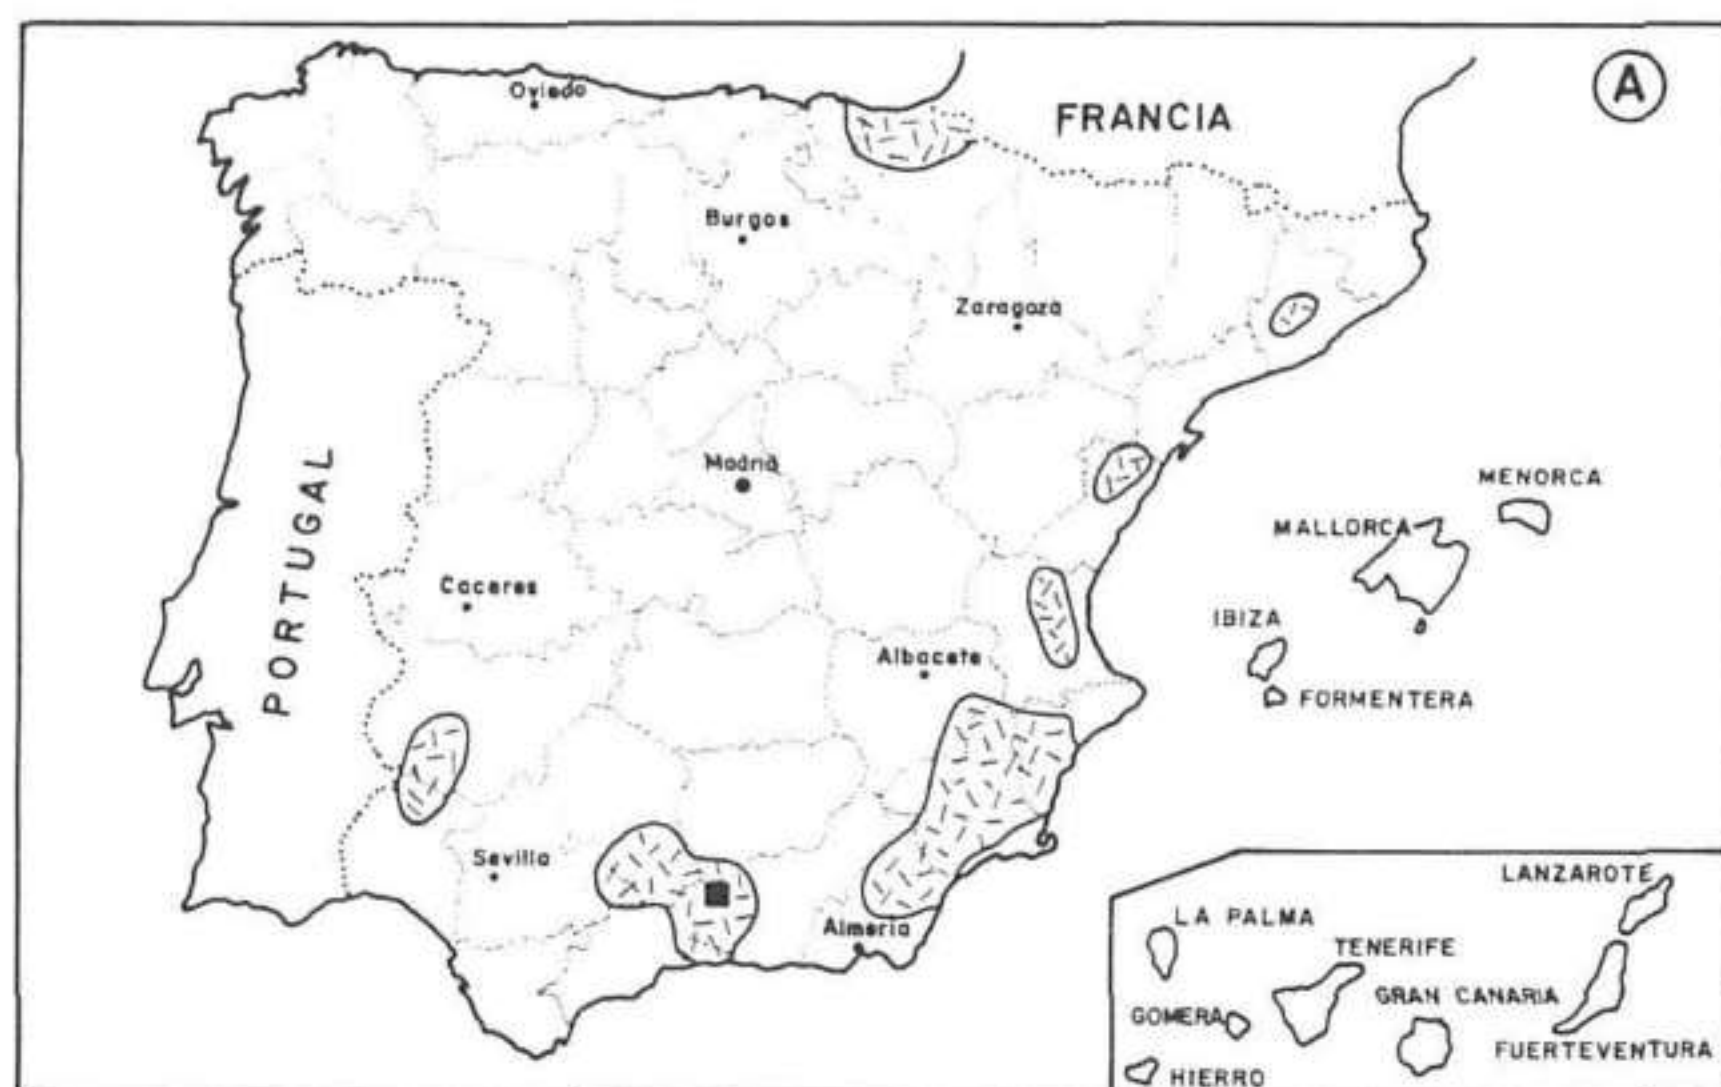 A
Oviedo
FRANCIA
Burgos
Zaragoza
Madrid
MENORCA
MALLORCA
PORTUGAL
Caceres
IBIZA
Albacete
FORMENTERA
Sevilla
Almeria
LANZAROTE
LA PALMA
TENERIFE
GOMERA
GRAN CANARIA
FUERTEVENTURA
HIERRO